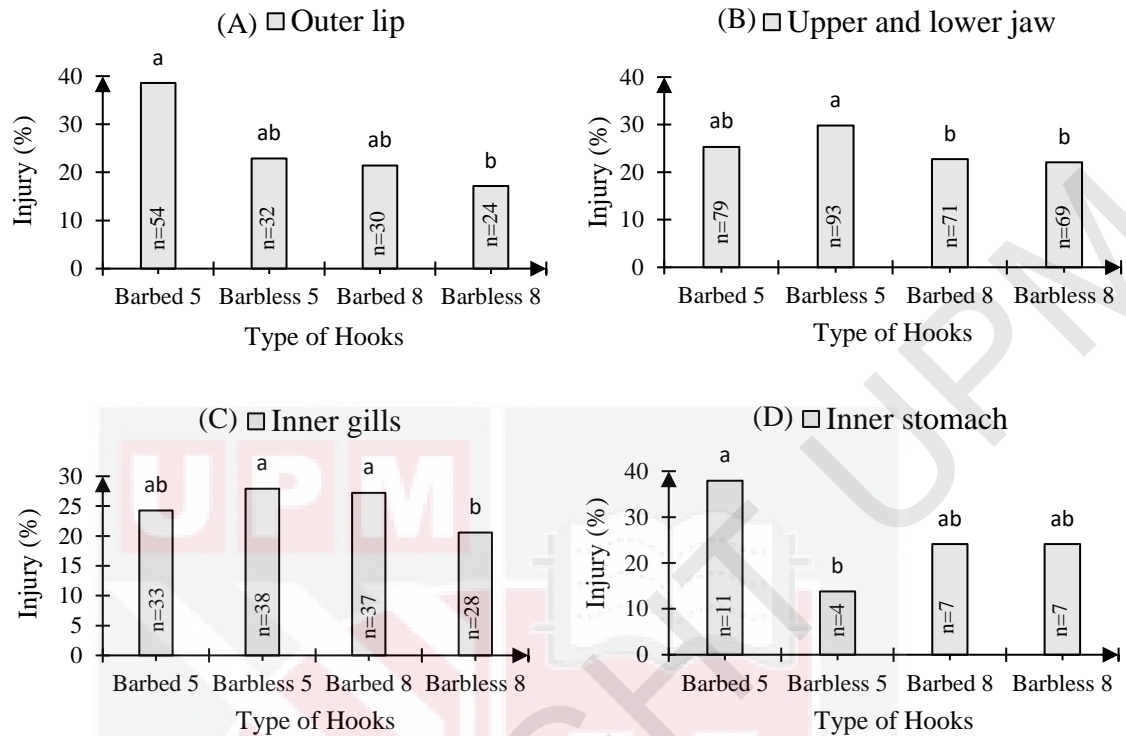 (A) Outer lip
a
ab
ab
b
40
30
20
10
0
Injury (%)
n=54
n=32
n=30
n=24
Barbed 5 Barbless 5 Barbed 8 Barbless 8
Type of Hooks
(B) Upper and lower jaw
ab
a
b
b
40
30
20
10
0
Injury (%)
n=79
n=93
n=71
n=69
Barbed 5 Barbless 5 Barbed 8 Barbless 8
Type of Hooks
(C) Inner gills
ab
a
a
b
30
25
20
15
10
5
0
Injury (%)
n=33
n=38
n=37
n=28
Barbed 5 Barbless 5 Barbed 8 Barbless 8
Type of Hooks
(D) Inner stomach
a
b
ab
ab
40
30
20
10
0
Injury (%)
n=11
n=4
n=7
n=7
Barbed 5 Barbless 5 Barbed 8 Barbless 8
Type of Hooks
UPM
HT UPM